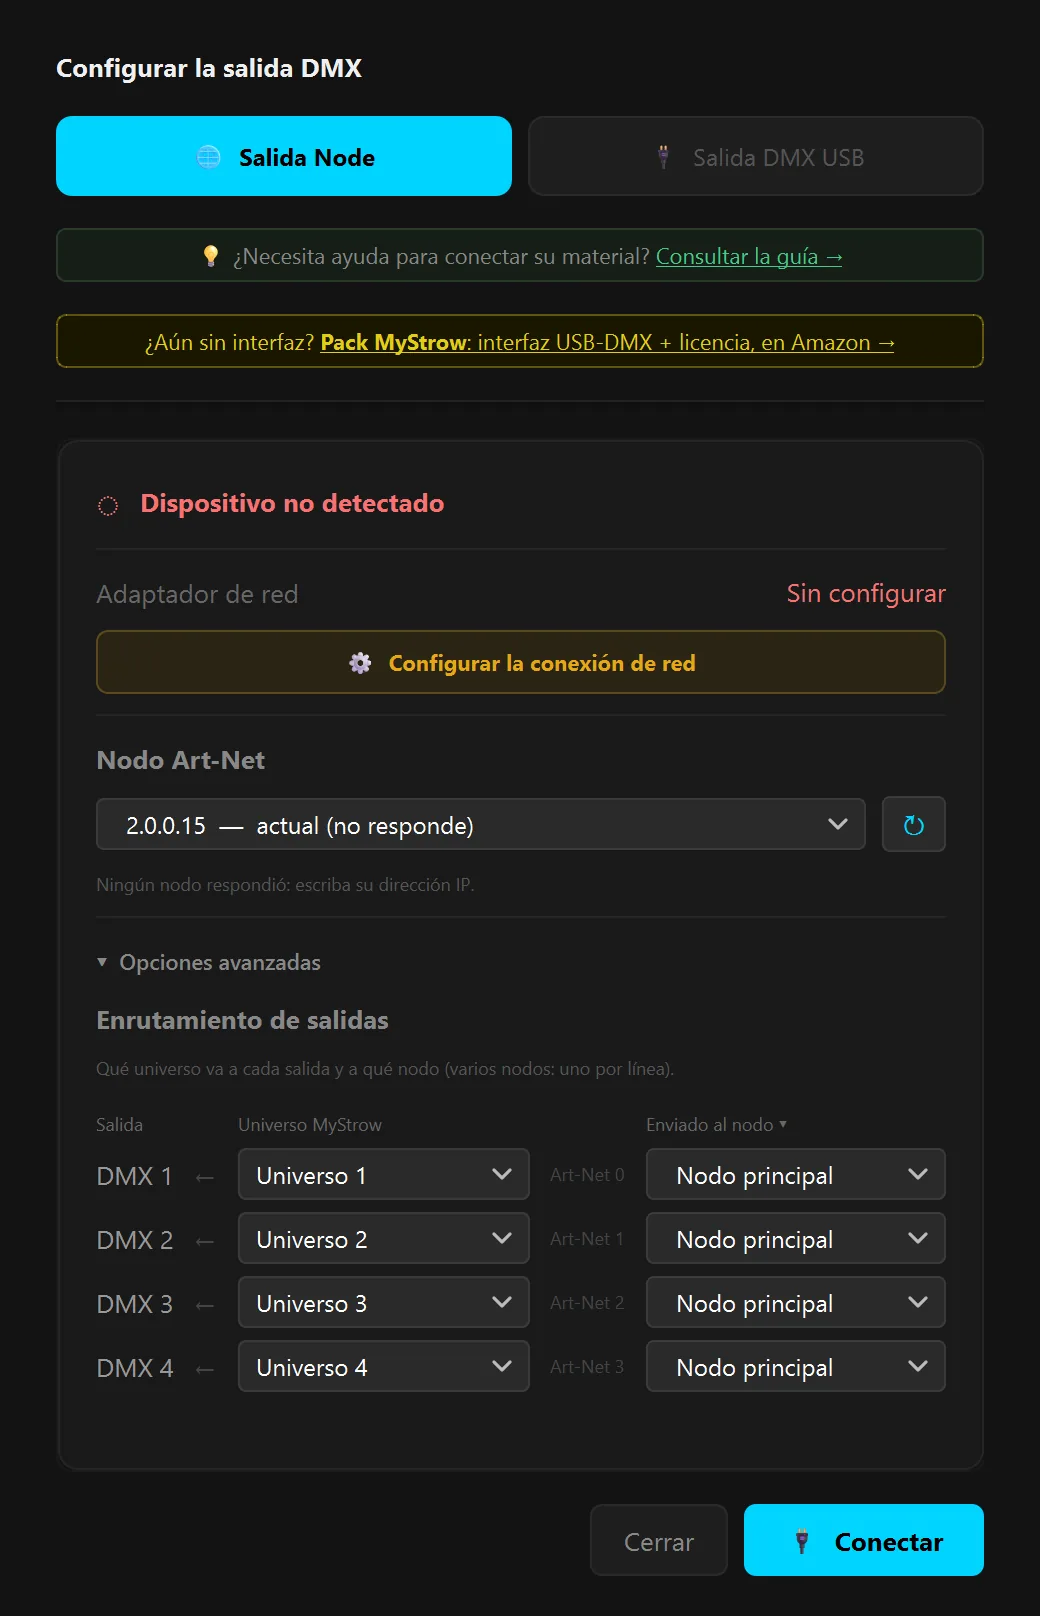 Configurar la salida DMX
Salida Node
Salida DMX USB
¿Necesita ayuda para conectar su material? Consultar la guía →
¿Aún sin interfaz? Pack MyStrow: interfaz USB-DMX + licencia, en Amazon →
Dispositivo no detectado
Adaptador de red
Sin configurar
Configurar la conexión de red
Nodo Art-Net
2.0.0.15 — actual (no responde)
Ningún nodo respondió: escriba su dirección IP.
▼ Opciones avanzadas
Enrutamiento de salidas
Qué universo va a cada salida y a qué nodo (varios nodos: uno por línea).
Salida Universo MyStrow Enviado al nodo ▾
DMX 1 ← Universo 1 Art-Net 0 Nodo principal
DMX 2 ← Universo 2 Art-Net 1 Nodo principal
DMX 3 ← Universo 3 Art-Net 2 Nodo principal
DMX 4 ← Universo 4 Art-Net 3 Nodo principal
Cerrar
Conectar